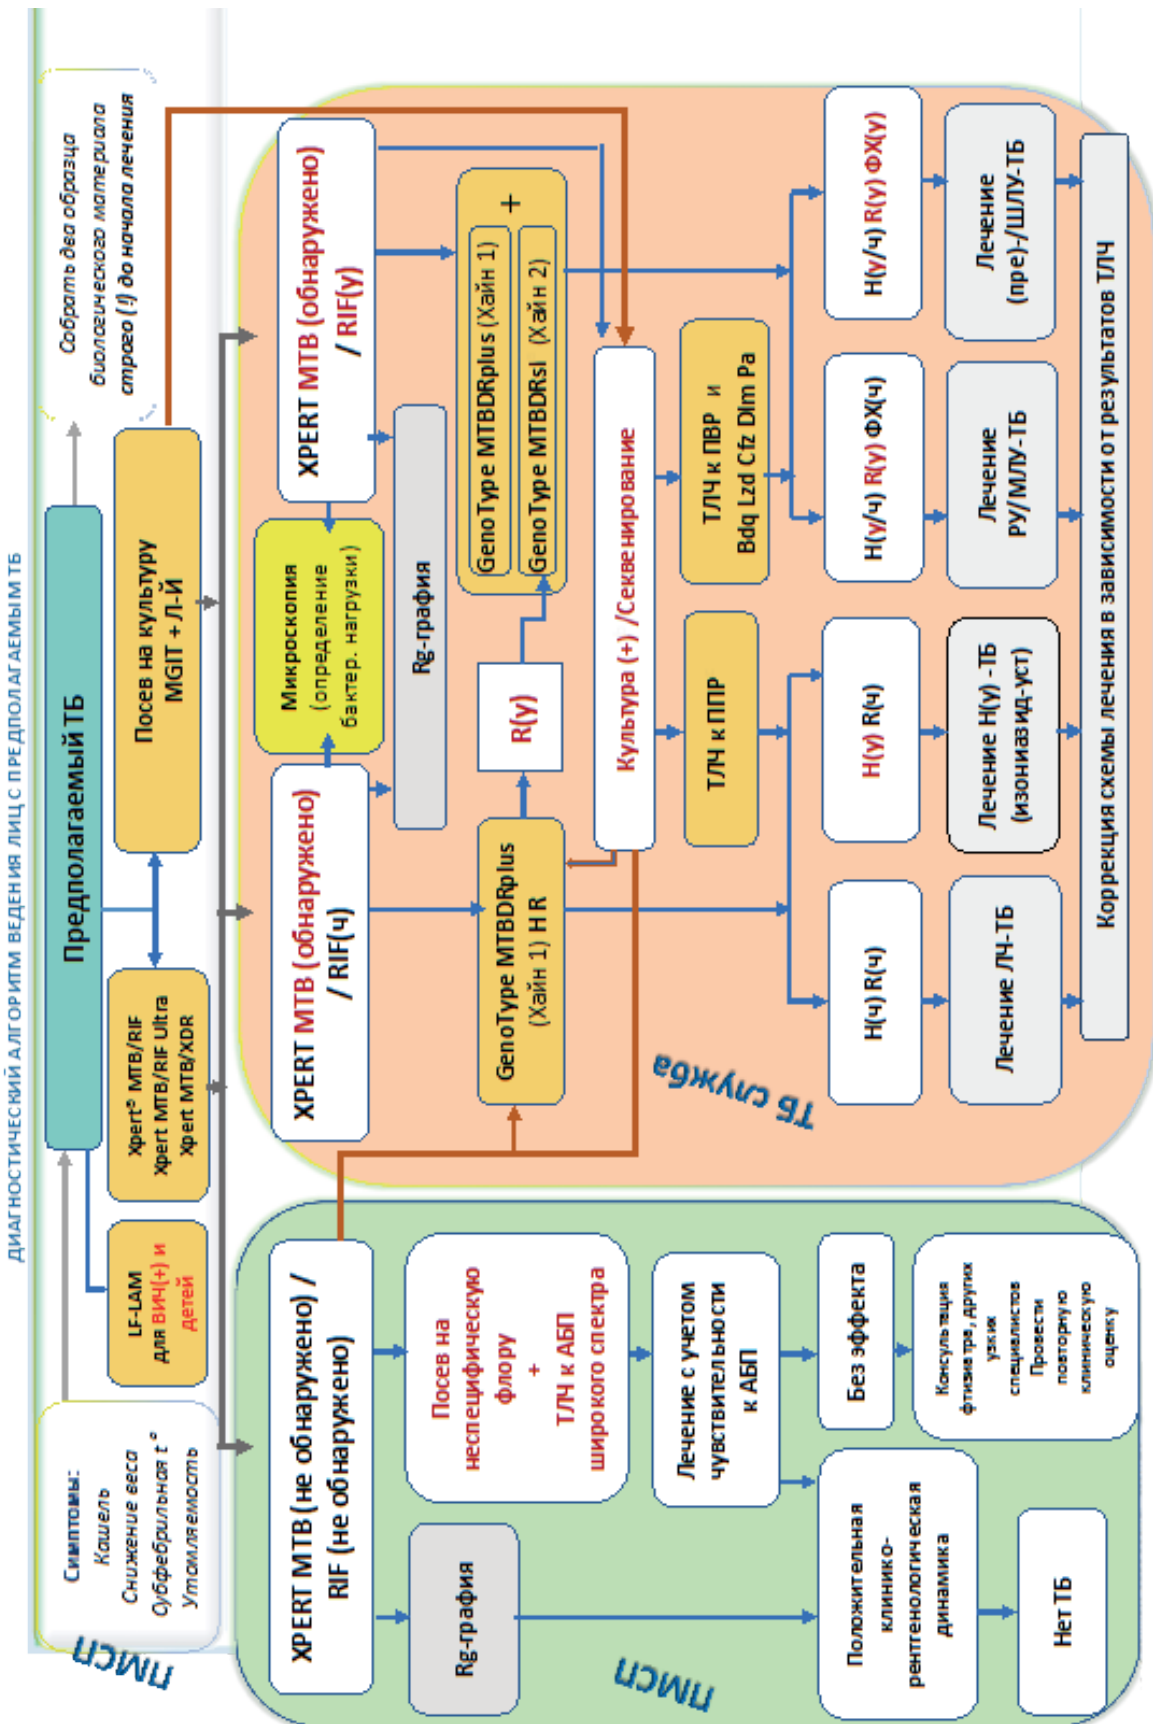 ДИАГНОСТИЧЕСКИЙ АЛГОРИТМ ВЕДЕНИЯ ЛИЦ С ПРЕДПОЛАГАЕМЫМ ТБ
Симптомы:
Кашель
Снижение веса
Субфебрильная t°
Утомляемость
ПМСП
Предполагаемый ТБ
Собрать два образца
биологического материала
строго (!) до начала лечения
LF-LAM
для ВИЧ(+) и
детей
Xpert® MTB/RIF
Xpert MTB/RIF Ultra
Xpert MTB/XDR
Посев на культуру
MGIT + Л-Й
XPERT MTB (не обнаружено) /
RIF (не обнаружено)
Rg-графия
Посев на
неспецифическую
флору
+
ТЛЧ к АБП
широкого спектра
Лечение с учетом
чувствительности
к АБП
Без эффекта
Консультация
фтизиатра, других
узких
специалистов
Провести
повторную
клиническую
оценку
Положительная
клинико-
рентгенологическая
динамика
Нет ТБ
ПМСП
XPERT MTB (обнаружено)
/ RIF(ч)
Микроскопия
(определение
бактер. нагрузки)
XPERT MTB (обнаружено)
/ RIF(у)
Rg-графия
GenoType MTBDRplus
(Хайн 1) H R
R(у)
GenoType MTBDRplus (Хайн 1)
+
GenoType MTBDRsl (Хайн 2)
Культура (+) /Секвенирование
ТЛЧ к ППР
ТЛЧ к ПВР и
Bdq Lzd Cfz Dlm Pa
ТБ служба
H(ч) R(ч)
H(у) R(ч)
H(у/ч) R(у) ФХ(ч)
H(у/ч) R(у) ФХ(у)
Лечение ЛЧ-ТБ
Лечение H(у) -ТБ
(изониазид-уст)
Лечение
РУ/МЛУ-ТБ
Лечение
(пре)-/ШЛУ-ТБ
Коррекция схемы лечения в зависимости от результатов ТЛЧ